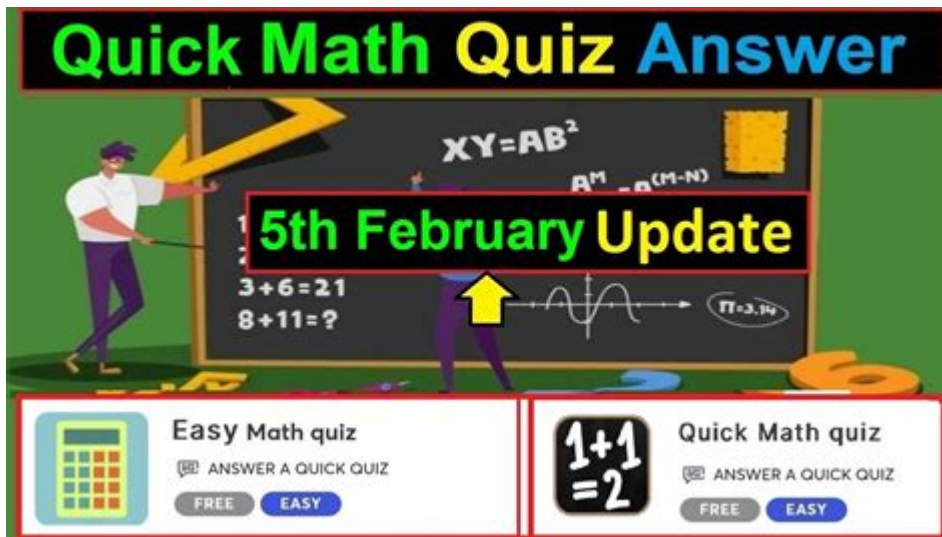 Quick Math Quiz Answer
XY=AB²
A^M =A^(M-N)
5th February Update
3+6=21
8+11=?
π=3.14
Easy Math quiz
ANSWER A QUICK QUIZ
FREE EASY
1+1
=2
Quick Math quiz
ANSWER A QUICK QUIZ
FREE EASY